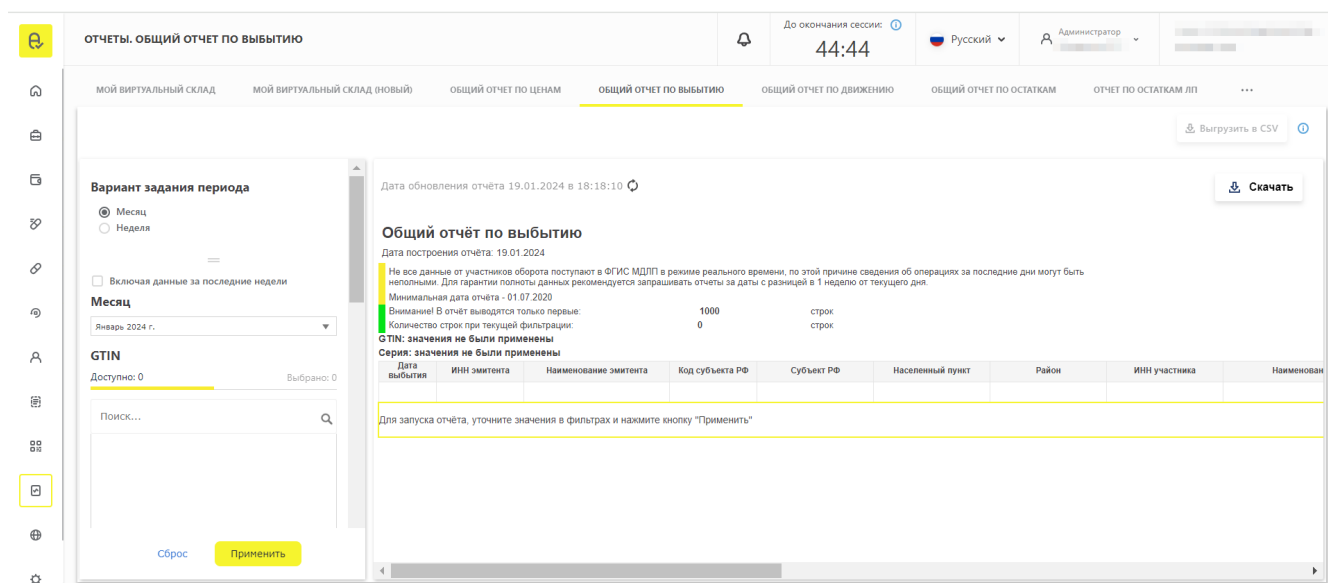 До окончания сессии:
ОТЧЕТЫ. ОБЩИЙ ОТЧЕТ ПО ВЫБЫТИЮ
44:44
Русский
Администратор
МОЙ ВИРТУАЛЬНЫЙ СКЛАД
МОЙ ВИРТУАЛЬНЫЙ СКЛАД (НОВЫЙ)
ОБЩИЙ ОТЧЕТ ПО ЦЕНАМ
ОБЩИЙ ОТЧЕТ ПО ВЫБЫТИЮ
ОБЩИЙ ОТЧЕТ ПО ДВИЖЕНИЮ
ОБЩИЙ ОТЧЕТ ПО ОСТАТКАМ
ОТЧЕТ ПО ОСТАТКАМ ЛП
...
Выгрузить в CSV
Вариант задания периода
Месяц
Неделя
Включая данные за последние недели
Месяц
Январь 2024 г.
GTIN
Доступно: 0
Выбрано: 0
Поиск...
Сброс
Применить
Дата обновления отчёта 19.01.2024 в 18:18:10
Скачать
Общий отчёт по выбытию
Дата построения отчёта: 19.01.2024
Не все данные от участников оборота поступают в ФГИС МДЛП в режиме реального времени, по этой причине сведения об операциях за последние дни могут быть
неполными. Для гарантии полноты данных рекомендуется запрашивать отчеты за даты с разницей в 1 неделю от текущего дня.
Минимальная дата отчёта - 01.07.2020
Внимание! В отчёт выводятся только первые: 1000 строк
Количество строк при текущей фильтрации: 0 строк
GTIN: значения не были применены
Серия: значения не были применены
Дата выбытия
ИНН эмитента
Наименование эмитента
Код субъекта РФ
Субъект РФ
Населенный пункт
Район
ИНН участника
Наименован
Для запуска отчёта, уточните значения в фильтрах и нажмите кнопку "Применить"